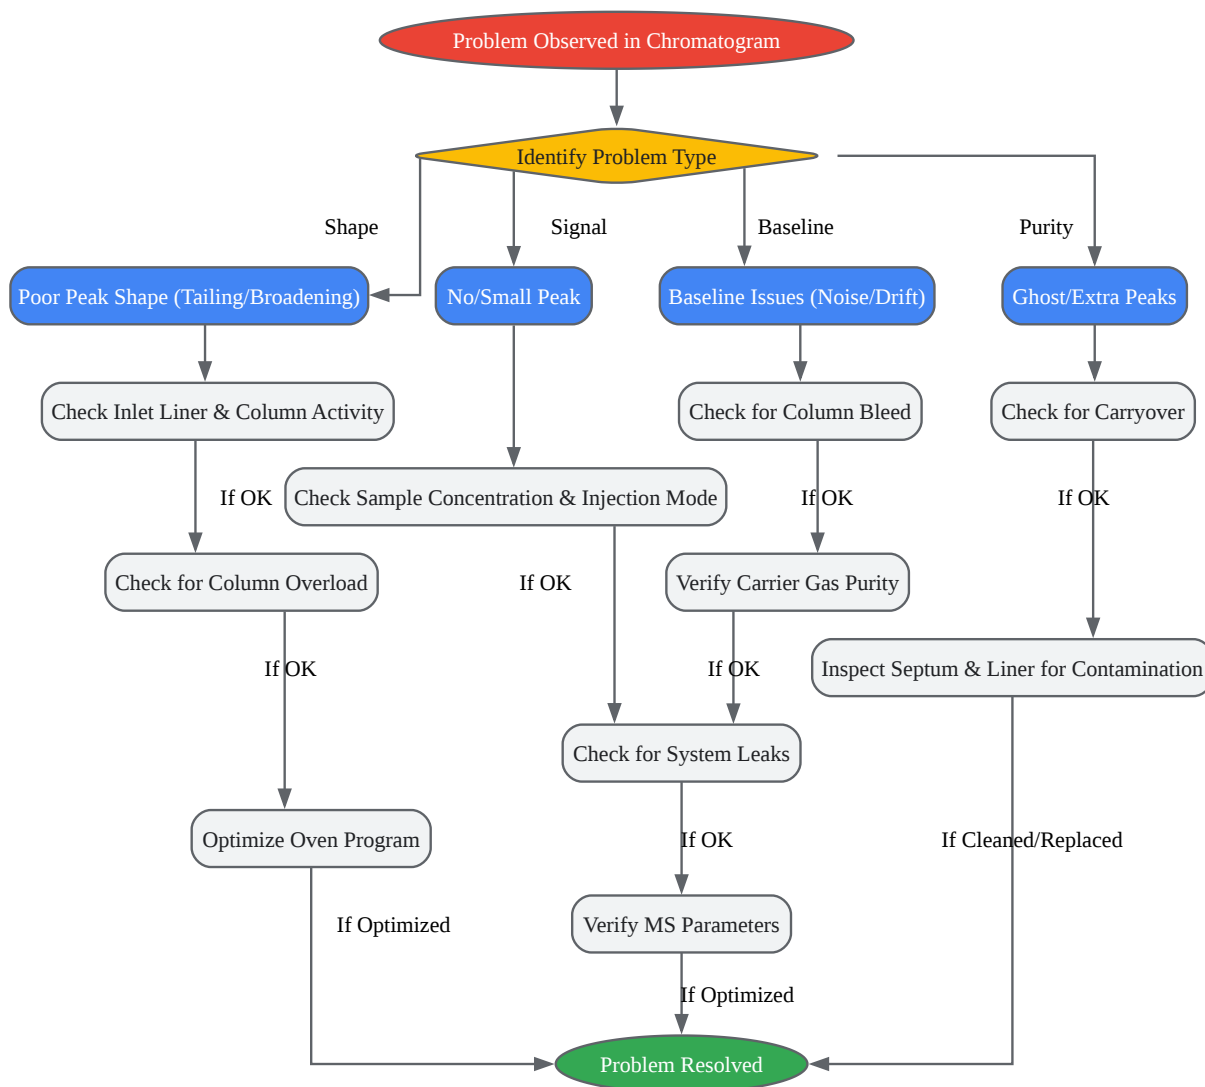 Problem Observed in Chromatogram
Identify Problem Type
Shape
Signal
Baseline
Purity
Poor Peak Shape (Tailing/Broadening)
No/Small Peak
Baseline Issues (Noise/Drift)
Ghost/Extra Peaks
Check Inlet Liner & Column Activity
Check for Column Bleed
Check for Carryover
If OK
Check Sample Concentration & Injection Mode
If OK
If OK
Check for Column Overload
If OK
Verify Carrier Gas Purity
If OK
If OK
Inspect Septum & Liner for Contamination
Check for System Leaks
Optimize Oven Program
If OK
If Cleaned/Replaced
If Optimized
Verify MS Parameters
If Optimized
Problem Resolved